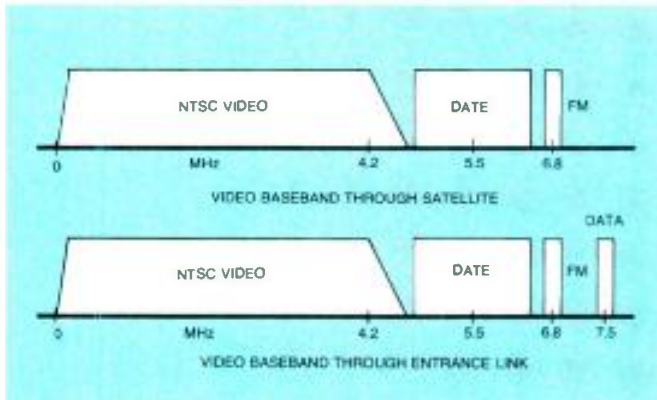 NTSC VIDEO DATE FM
0 MHz 4.2 5.5 6.8
VIDEO BASEBAND THROUGH SATELLITE
DATA
NTSC VIDEO DATE FM
0 MHz 4.2 5.5 6.8 7.5
VIDEO BASEBAND THROUGH ENTRANCE LINK